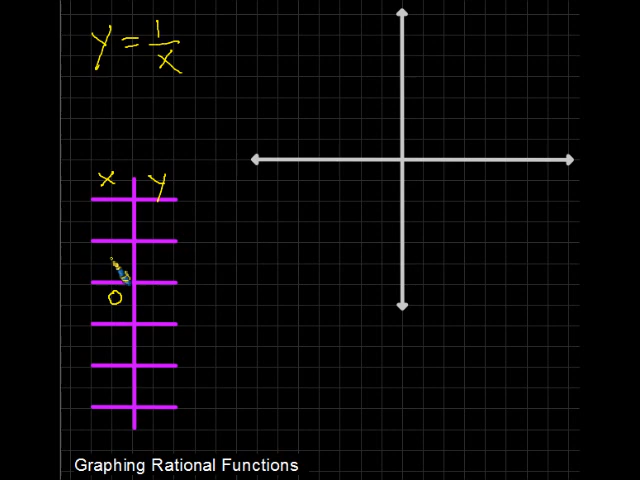 y = 1/x
x y
0
Graphing Rational Functions